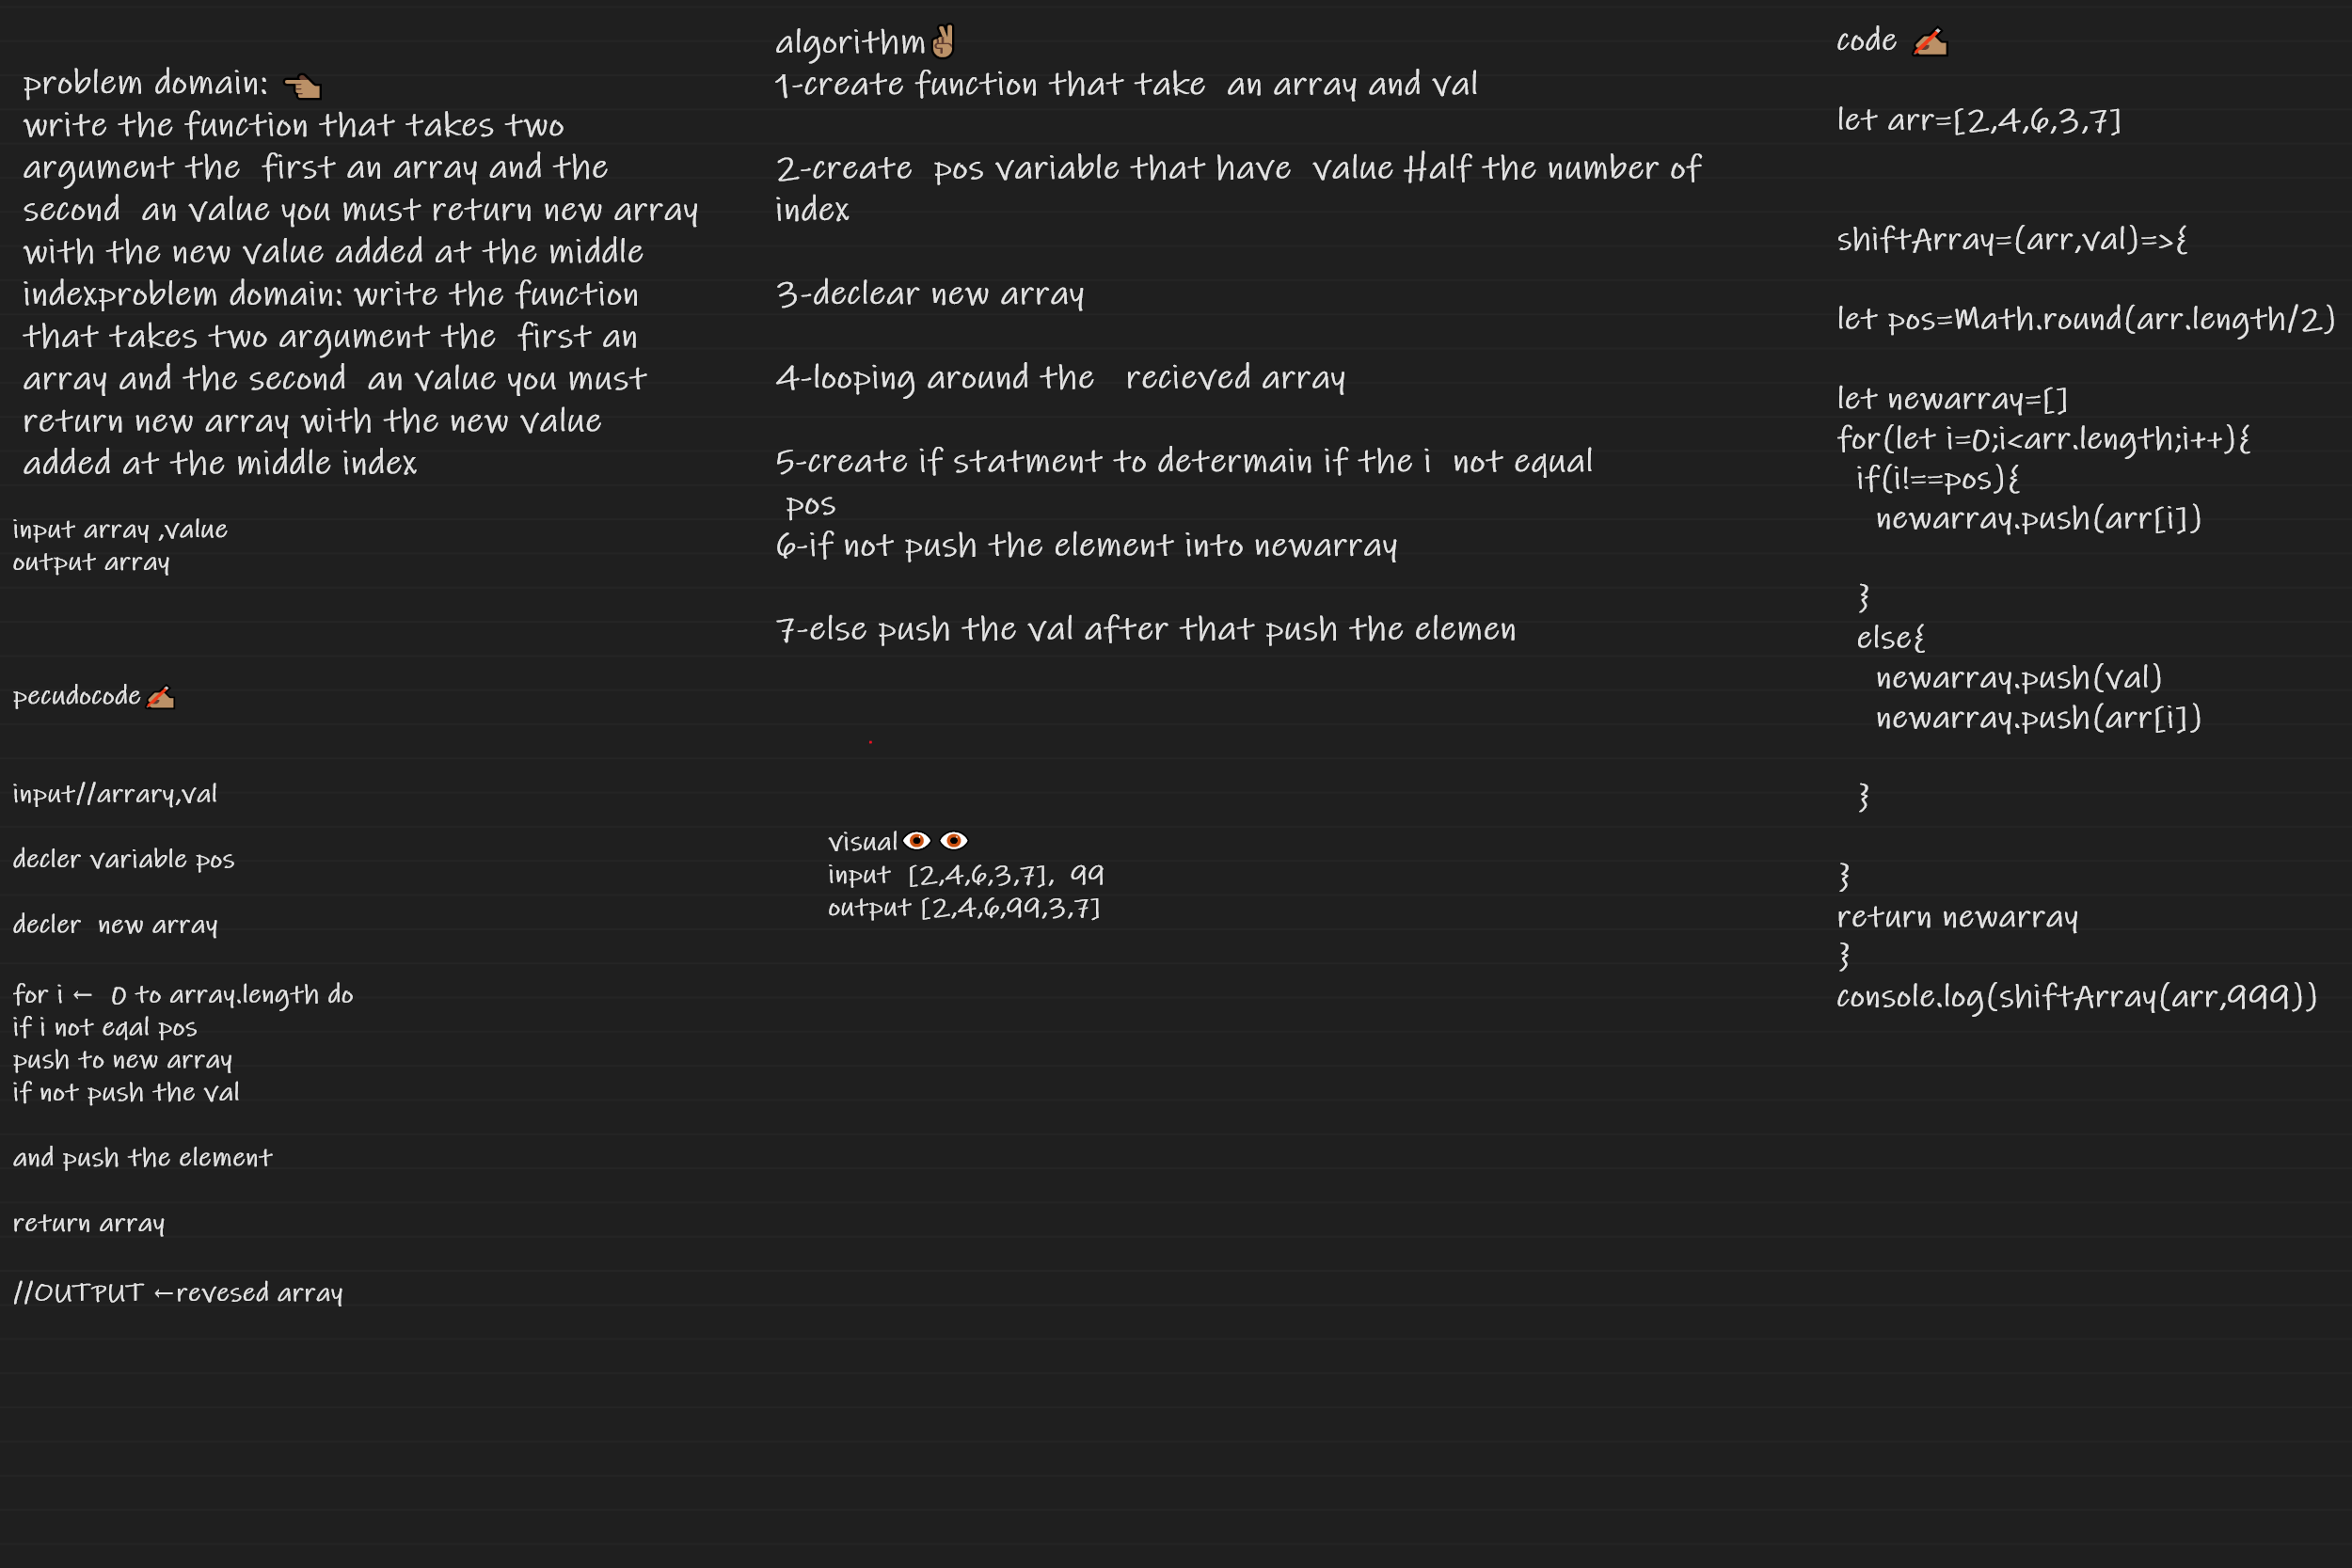 problem domain: 👈🏽
write the function that takes two
argument the first an array and the
second an value you must return new array
with the new value added at the middle
indexproblem domain: write the function
that takes two argument the first an
array and the second an value you must
return new array with the new value
added at the middle index
input array ,value
output array
pecudocode✍🏽
input//arrary,val
decler variable pos
decler new array
for i ← 0 to array.length do
if i not eqal pos
push to new array
if not push the val
and push the element
return array
//OUTPUT ←revesed array
algorithm✌🏽
1-create function that take an array and val
2-create pos variable that have value Half the number of
index
3-declear new array
4-looping around the recieved array
5-create if statment to determain if the i not equal
pos
6-if not push the element into newarray
7-else push the val after that push the elemen
visual👁👁
input [2,4,6,3,7], 99
output [2,4,6,99,3,7]
code ✍🏽
let arr=[2,4,6,3,7]
shiftArray=(arr,val)=>{
let pos=Math.round(arr.length/2)
let newarray=[]
for(let i=0;i<arr.length;i++){
if(i!==pos){
newarray.push(arr[i])
}
else{
newarray.push(val)
newarray.push(arr[i])
}
}
return newarray
}
console.log(shiftArray(arr,999))